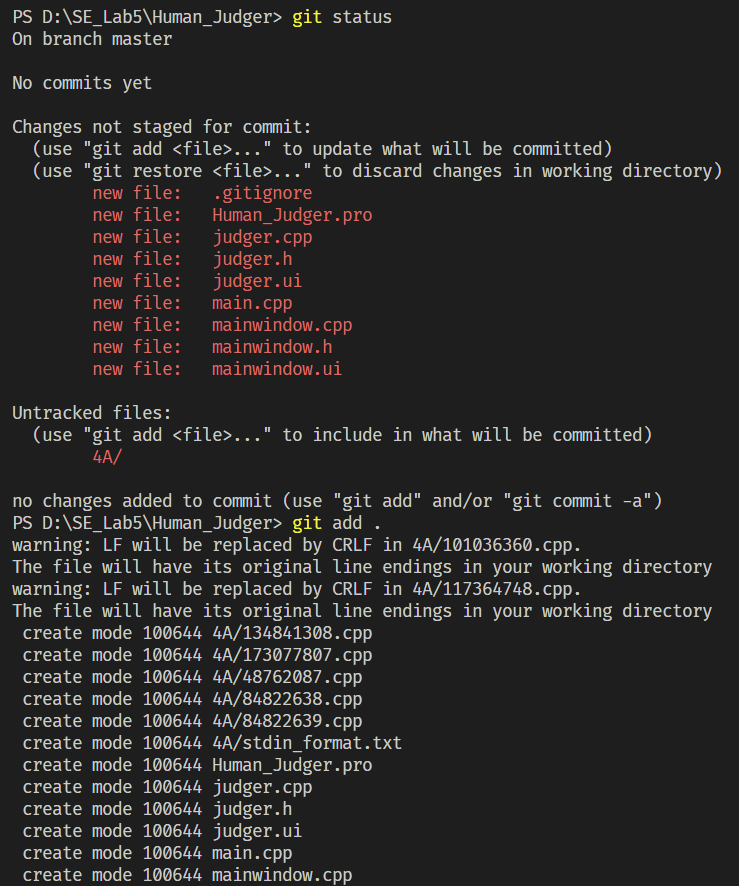 PS D:\SE_Lab5\Human_Judger> git status
On branch master
No commits yet
Changes not staged for commit:
(use "git add <file>..." to update what will be committed)
(use "git restore <file>..." to discard changes in working directory)
new file: .gitignore
new file: Human_Judger.pro
new file: judger.cpp
new file: judger.h
new file: judger.ui
new file: main.cpp
new file: mainwindow.cpp
new file: mainwindow.h
new file: mainwindow.ui
Untracked files:
(use "git add <file>..." to include in what will be committed)
4A/
no changes added to commit (use "git add" and/or "git commit -a")
PS D:\SE_Lab5\Human_Judger> git add .
warning: LF will be replaced by CRLF in 4A/101036360.cpp.
The file will have its original line endings in your working directory
warning: LF will be replaced by CRLF in 4A/117364748.cpp.
The file will have its original line endings in your working directory
create mode 100644 4A/134841308.cpp
create mode 100644 4A/173077807.cpp
create mode 100644 4A/48762087.cpp
create mode 100644 4A/84822638.cpp
create mode 100644 4A/84822639.cpp
create mode 100644 4A/stdin_format.txt
create mode 100644 Human_Judger.pro
create mode 100644 judger.cpp
create mode 100644 judger.h
create mode 100644 judger.ui
create mode 100644 main.cpp
create mode 100644 mainwindow.cpp